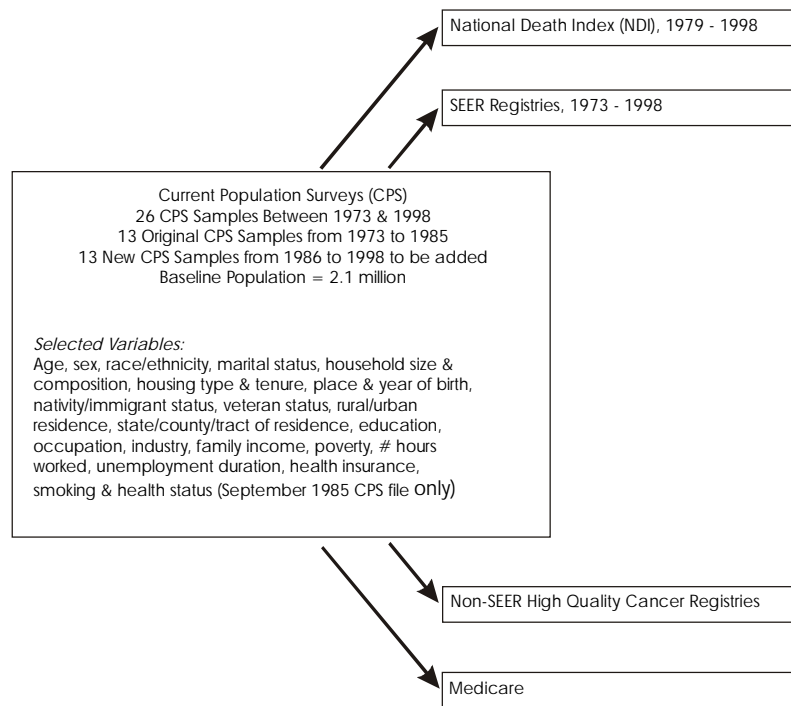 National Death Index (NDI), 1979 - 1998
SEER Registries, 1973 - 1998
Current Population Surveys (CPS)
26 CPS Samples Between 1973 & 1998
13 Original CPS Samples from 1973 to 1985
13 New CPS Samples from 1986 to 1998 to be added
Baseline Population = 2.1 million
Selected Variables:
Age, sex, race/ethnicity, marital status, household size &
composition, housing type & tenure, place & year of birth,
nativity/immigrant status, veteran status, rural/urban
residence, state/county/tract of residence, education,
occupation, industry, family income, poverty, # hours
worked, unemployment duration, health insurance,
smoking & health status (September 1985 CPS file only)
Non-SEER High Quality Cancer Registries
Medicare